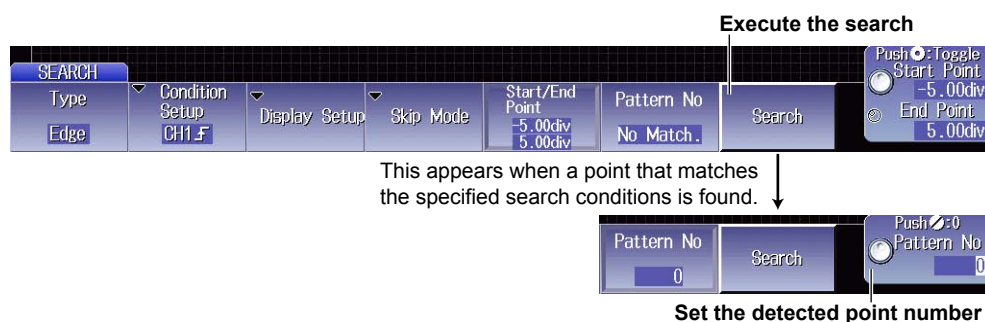 Execute the search
SEARCH
Type
Edge
Condition
Setup
CH1
Display Setup
Skip Mode
Start/End
Point
-5.00div
5.00div
Pattern No
No Match.
Search
Push :Toggle
Start Point
-5.00div
End Point
5.00div
This appears when a point that matches
the specified search conditions is found.
Pattern No
0
Search
Push :0
Pattern No
0
Set the detected point number